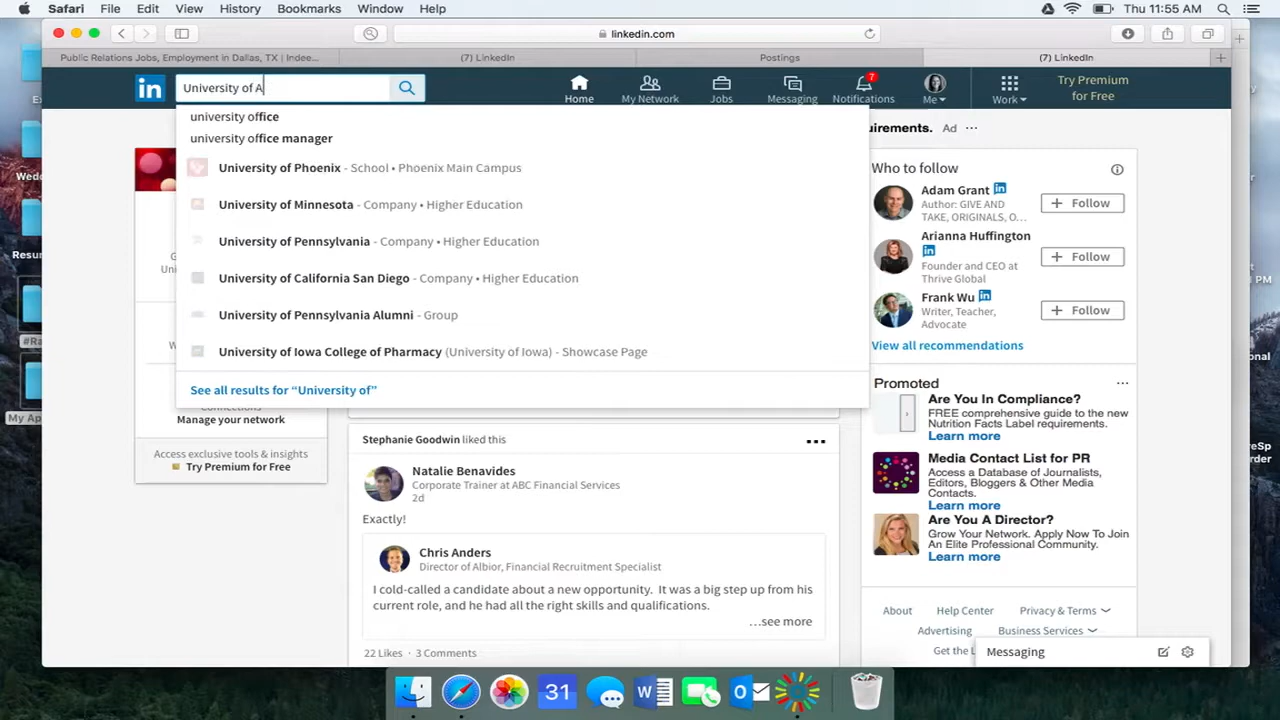 Safari File Edit View History Bookmarks Window Help
Thu 11:55 AM
linkedin.com
Public Relations Jobs, Employment in Dallas, TX | Indee...
(7) LinkedIn
Postings
(7) LinkedIn
in
University of A
Home
My Network
Jobs
Messaging
7
Notifications
Me
Work
Try Premium
for Free
university office
university office manager
University of Phoenix - School • Phoenix Main Campus
University of Minnesota - Company • Higher Education
University of Pennsylvania - Company • Higher Education
University of California San Diego - Company • Higher Education
University of Pennsylvania Alumni - Group
University of Iowa College of Pharmacy (University of Iowa) - Showcase Page
See all results for “University of”
Connections
Manage your network
Access exclusive tools & insights
Try Premium for Free
Stephanie Goodwin liked this
Natalie Benavides
Corporate Trainer at ABC Financial Services
2d
Exactly!
Chris Anders
Director of Albior, Financial Recruitment Specialist
I cold-called a candidate about a new opportunity. It was a big step up from his
current role, and he had all the right skills and qualifications.
...see more
22 Likes • 3 Comments
uirements. Ad
Who to follow
Adam Grant in
Author: GIVE AND
TAKE, ORIGINALS, O...
+ Follow
Arianna Huffington
in
Founder and CEO at
Thrive Global
+ Follow
Frank Wu in
Writer, Teacher,
Advocate
+ Follow
View all recommendations
Promoted
Are You In Compliance?
FREE comprehensive guide to the new
Nutrition Facts Label requirements.
Learn more
Media Contact List for PR
Access a Database of Journalists,
Editors, Bloggers & Other Media
Contacts.
Learn more
Are You A Director?
Grow Your Network. Apply Now To Join
An Elite Professional Community.
Learn more
About Help Center Privacy & Terms
Advertising Business Services
Get the L
Messaging
31